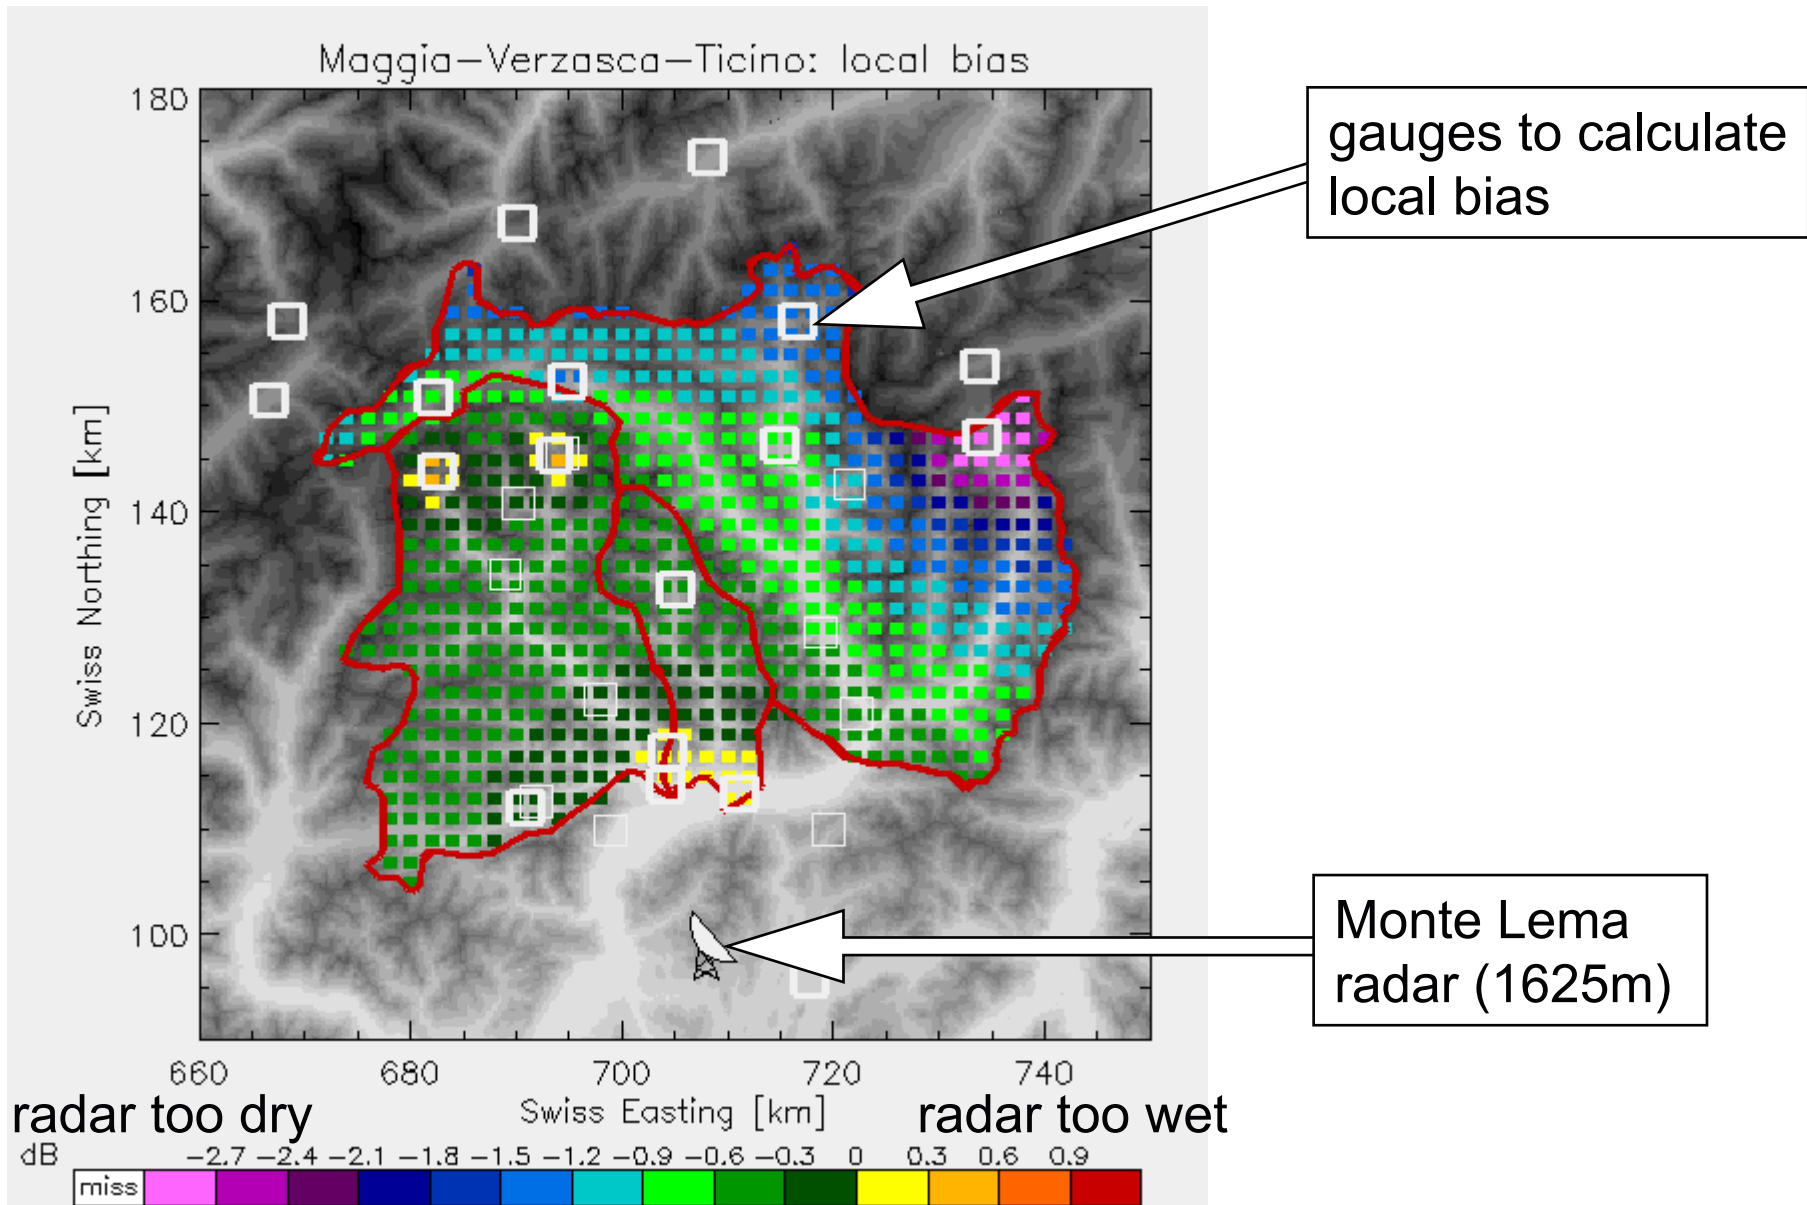 Maggia-Verzasca-Ticino: local bias
gauges to calculate
local bias
180
160
140
120
100
Swiss Northing [km]
Monte Lema
radar (1625m)
660 680 700 720 740
radar too dry Swiss Easting [km] radar too wet
dB -2.7 -2.4 -2.1 -1.8 -1.5 -1.2 -0.9 -0.6 -0.3 0 0.3 0.6 0.9
miss